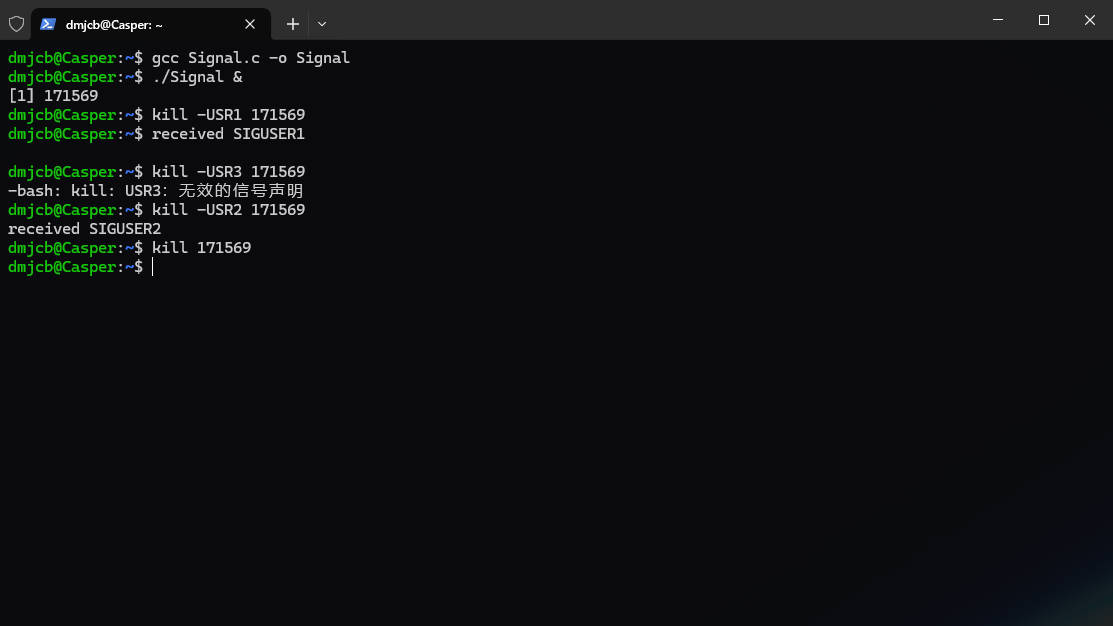 dmjcb@Casper: ~
dmjcb@Casper:~$ gcc Signal.c -o Signal
dmjcb@Casper:~$ ./Signal &
[1] 171569
dmjcb@Casper:~$ kill -USR1 171569
dmjcb@Casper:~$ received SIGUSER1
dmjcb@Casper:~$ kill -USR3 171569
-bash: kill: USR3: 无效的信号声明
dmjcb@Casper:~$ kill -USR2 171569
received SIGUSER2
dmjcb@Casper:~$ kill 171569
dmjcb@Casper:~$